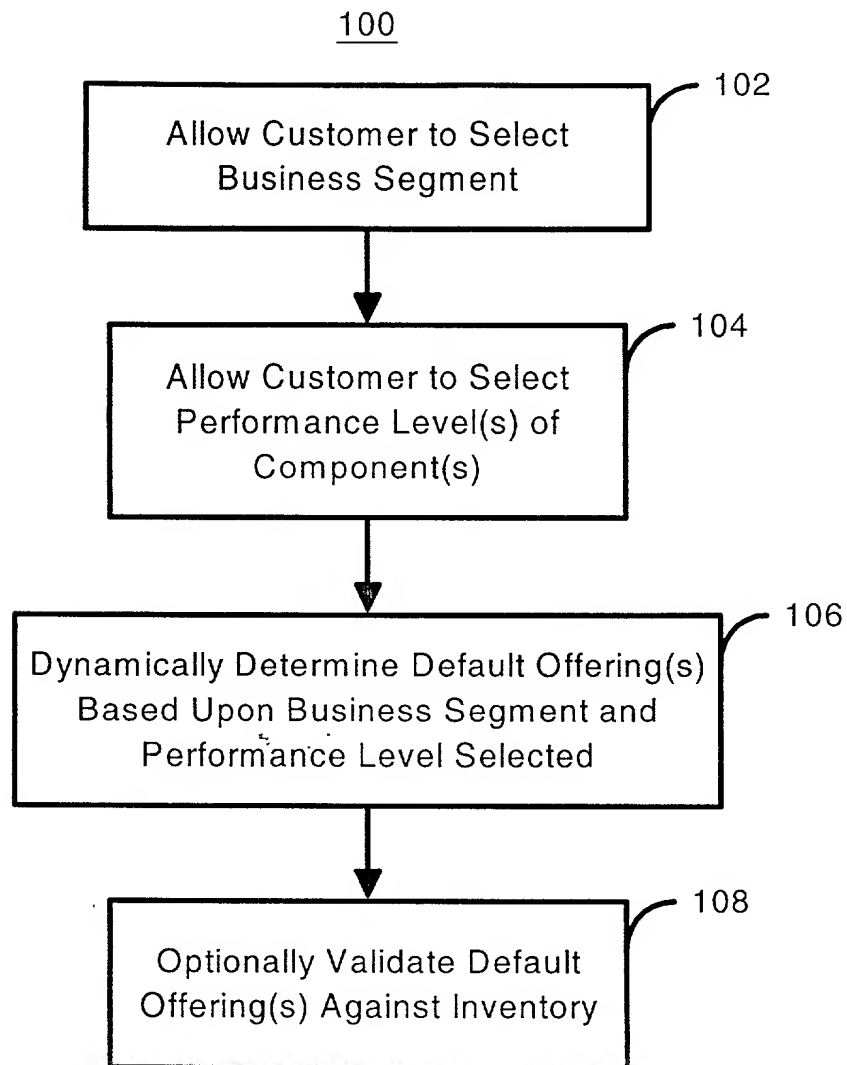 100
102
Allow Customer to Select
Business Segment
104
Allow Customer to Select
Performance Level(s) of
Component(s)
106
Dynamically Determine Default Offering(s)
Based Upon Business Segment and
Performance Level Selected
108
Optionally Validate Default
Offering(s) Against Inventory